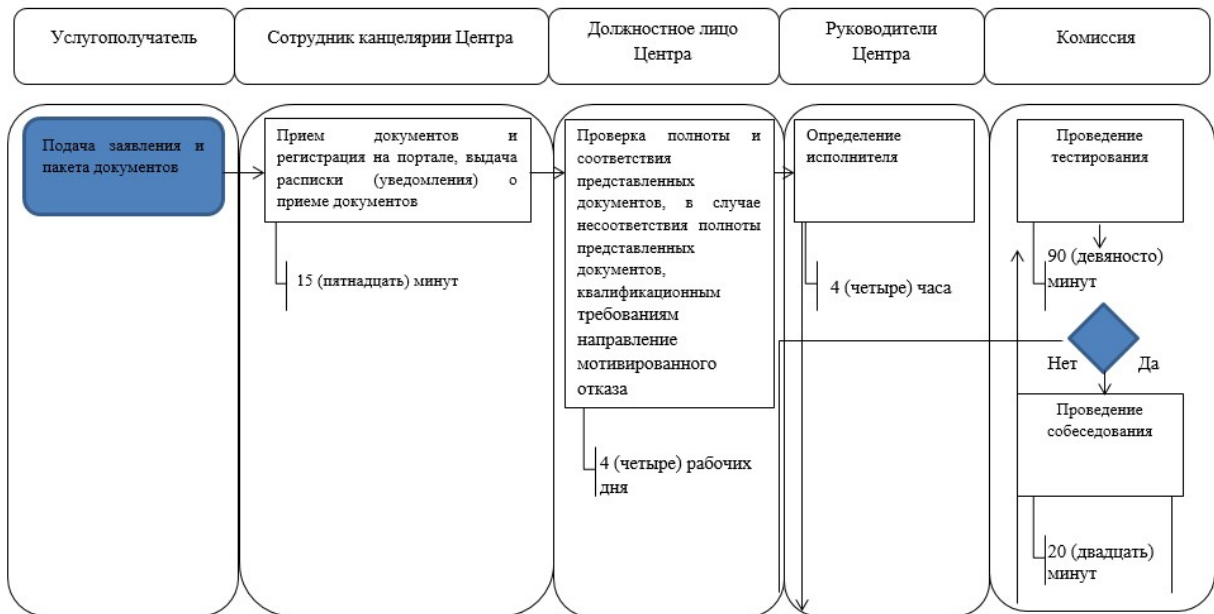 Услугополучатель
Сотрудник канцелярии Центра
Должностное лицо
Центра
Руководители
Центра
Комиссия
Подача заявления и
пакета документов
Прием документов и
регистрация на портале, выдача
расписки (уведомления) о
приеме документов
15 (пятнадцать) минут
Проверка полноты и
соответствия
представленных
документов, в случае
несоответствия полноты
представленных
документов,
квалификационным
требованиям
направление
мотивированного
отказа
4 (четыре) рабочих
дня
Определение
исполнителя
4 (четыре) часа
Проведение
тестирования
90 (девяносто)
минут
Нет
Да
Проведение
собеседования
20 (двадцать)
минут